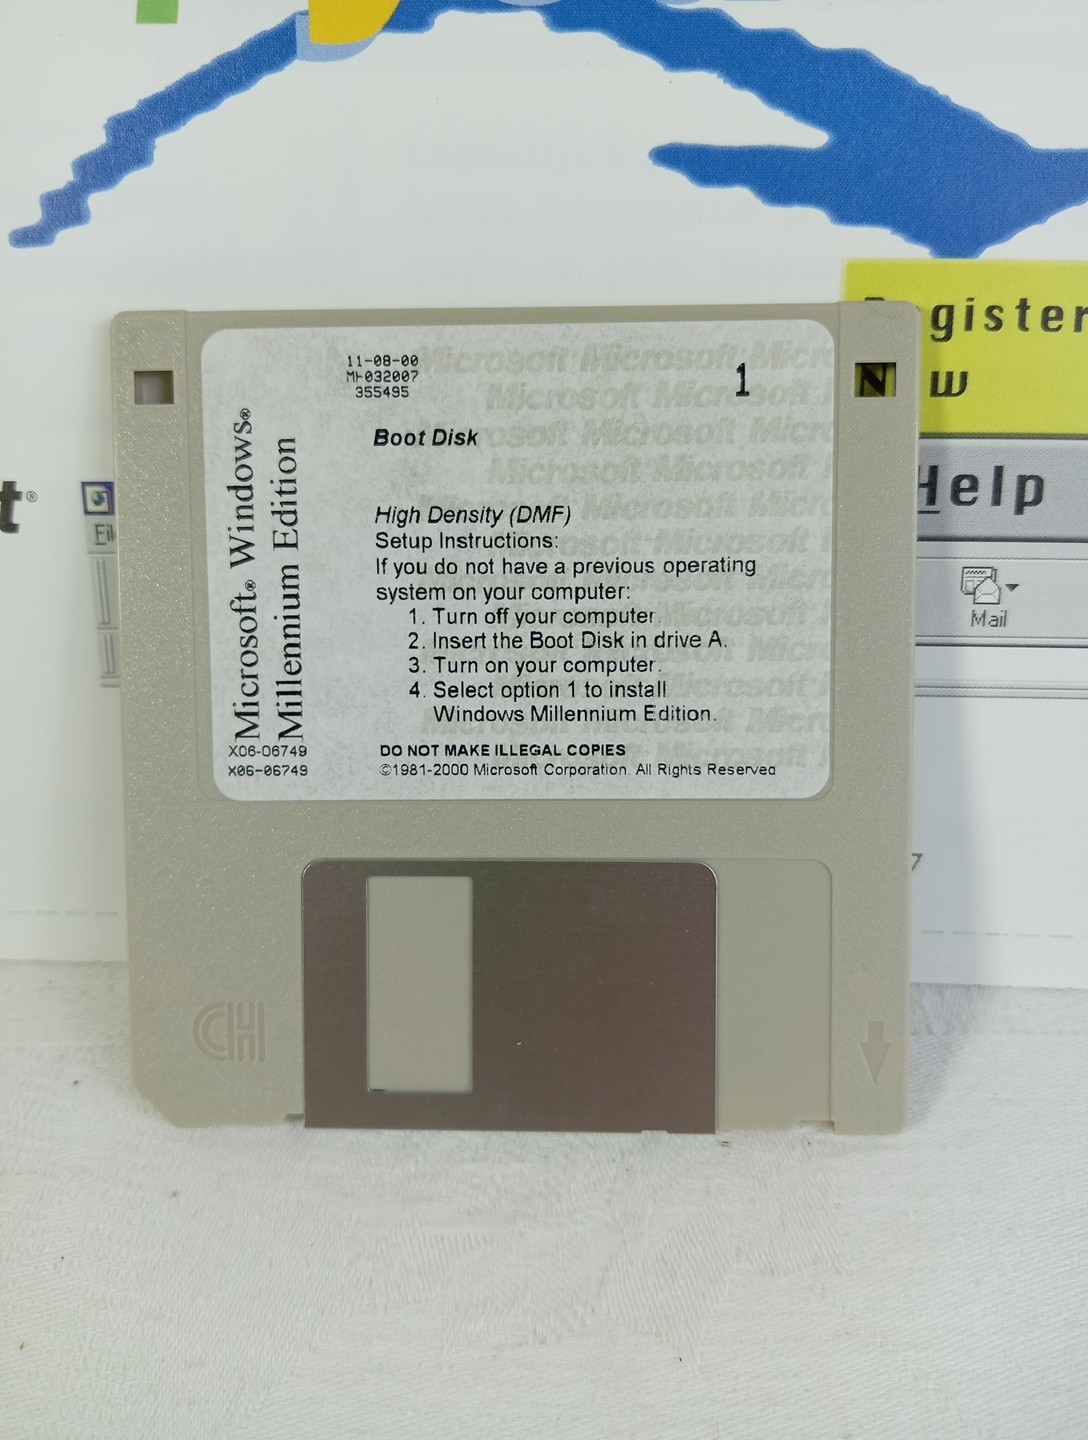 11-08-00
MH032007
355495
1
Boot Disk
Microsoft® Windows®
Millennium Edition
High Density (DMF)
Setup Instructions:
If you do not have a previous operating
system on your computer:
1. Turn off your computer.
2. Insert the Boot Disk in drive A.
3. Turn on your computer.
4. Select option 1 to install
Windows Millennium Edition.
X06-06749
X06-06749
DO NOT MAKE ILLEGAL COPIES
©1981-2000 Microsoft Corporation. All Rights Reserved
CH
gister
N w
Help
Mail
t®
Fil
7